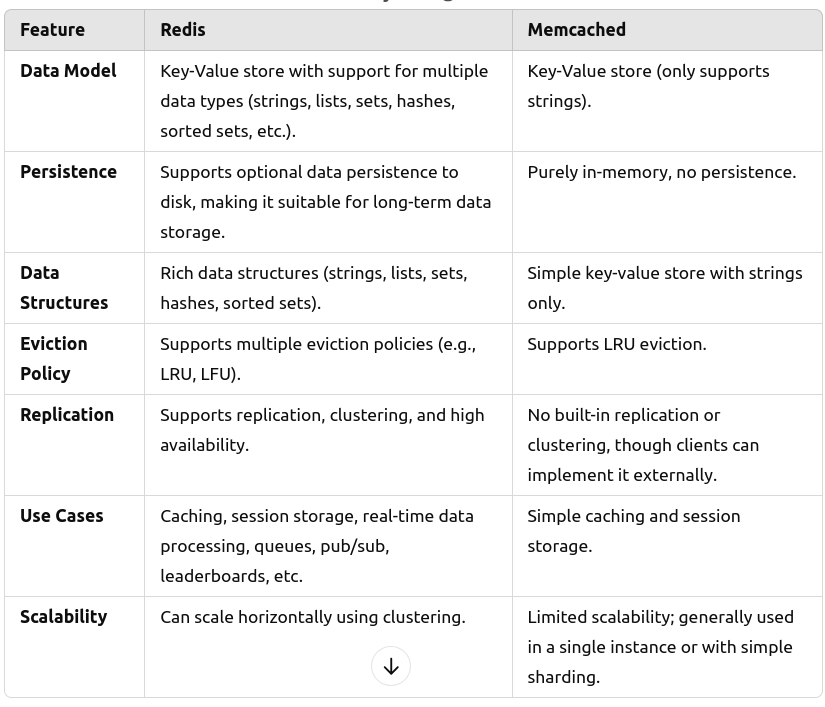 Feature Redis Memcached
Data Model Key-Value store with support for multiple Key-Value store (only supports
data types (strings, lists, sets, hashes, strings).
sorted sets, etc.).
Persistence Supports optional data persistence to Purely in-memory, no persistence.
disk, making it suitable for long-term data
storage.
Data Rich data structures (strings, lists, sets, Simple key-value store with strings
Structures hashes, sorted sets). only.
Eviction Supports multiple eviction policies (e.g., Supports LRU eviction.
Policy LRU, LFU).
Replication Supports replication, clustering, and high No built-in replication or
availability. clustering, though clients can
implement it externally.
Use Cases Caching, session storage, real-time data Simple caching and session
processing, queues, pub/sub, storage.
leaderboards, etc.
Scalability Can scale horizontally using clustering. Limited scalability; generally used
in a single instance or with simple
sharding.